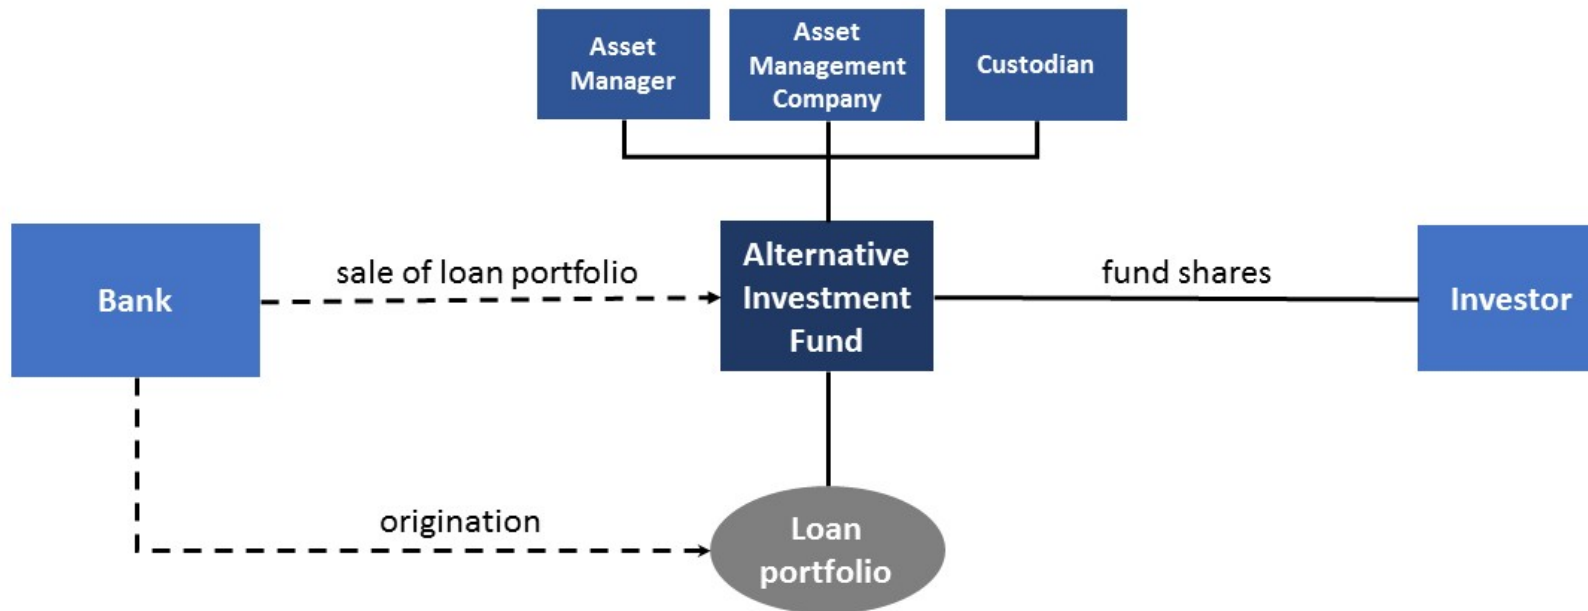 Asset
Manager
Asset
Management
Company
Custodian
Bank
sale of loan portfolio
Alternative
Investment
Fund
fund shares
Investor
origination
Loan
portfolio